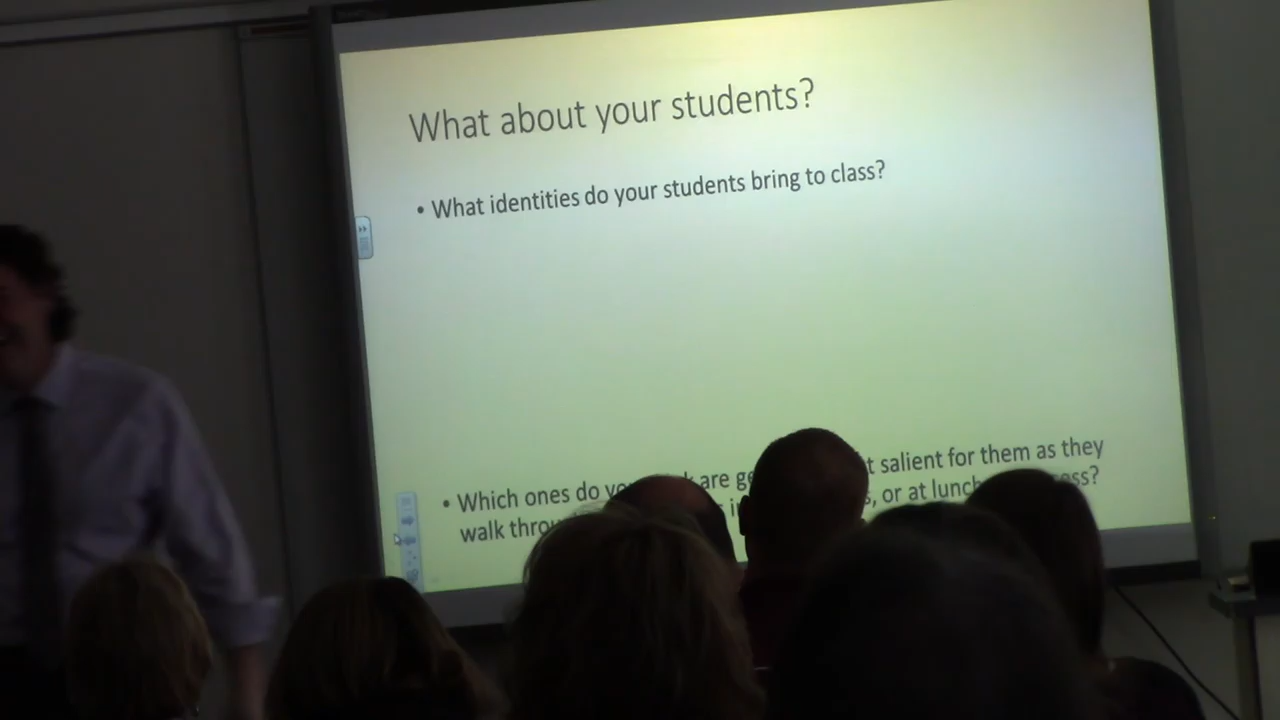 What about your students?
• What identities do your students bring to class?
• Which ones do are salient for them as they
walk or at lunch